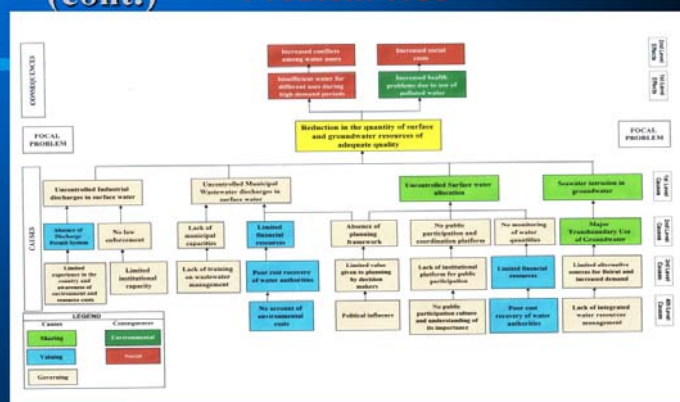 (cont.)
CONSEQUENCES
Increased conflicts
among water users
Increased social
costs
2nd Level
Effects
Insufficient water for
different uses during
high demand periods
Increased health
problems due to use of
polluted water
1st Level
Effects
FOCAL
PROBLEM
Reduction in the quantity of surface
and groundwater resources of
adequate quality
FOCAL
PROBLEM
CAUSES
Uncontrolled Industrial
discharges in surface water
Uncontrolled Municipal
Wastewater discharges in
surface water
Uncontrolled Surface water
allocation
Seawater intrusion in
groundwater
1st Level
Causes
Absence of
Discharge
Permit System
No law
enforcement
Lack of
municipal
capacities
Limited
financial
resources
Absence of
planning
framework
No public
participation and
coordination platform
No monitoring
of water
quantities
Major
Transboundary Use
of Groundwater
2nd Level
Causes
Limited
experience in the
country and
awareness of
environment and
resource costs
Limited
institutional
capacity
Lack of training on
wastewater management
Poor cost recovery
of water authorities
Limited value
given to planning
by decision
makers
Lack of institutional
platform for public
participation
Limited financial
resources
Limited alternative
sources for
and
increased demand
3rd Level
Causes
No account of
environmental
costs
Political influence
No public
participation culture
and understanding of
its importance
Poor cost
recovery of water
authorities
Lack of integrated
water resources
management
4th Level
Causes
LEGEND
Causes
Consequences
Sharing
Environmental
Valuing
Social
Governing